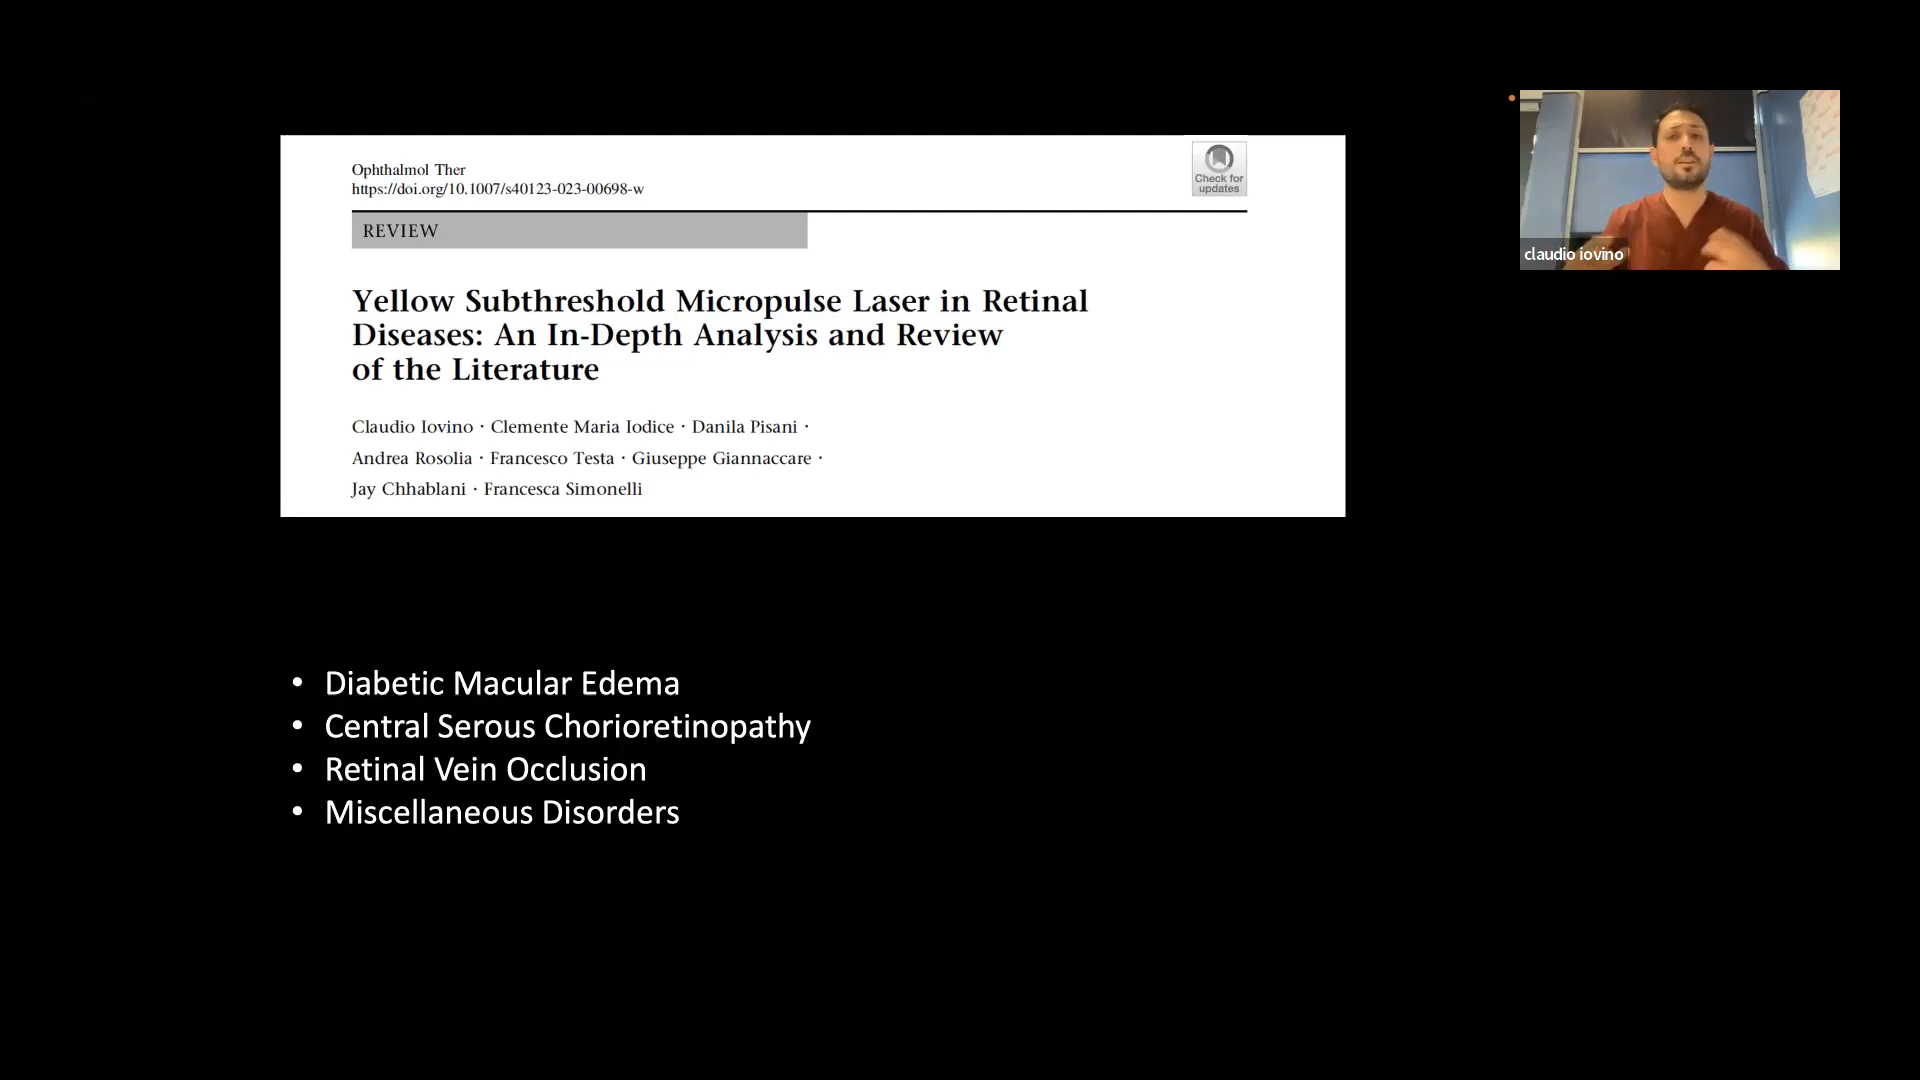 Ophthalmol Ther
https://doi.org/10.1007/s40123-023-00698-w
Check for
updates
REVIEW
Yellow Subthreshold Micropulse Laser in Retinal
Diseases: An In-Depth Analysis and Review
of the Literature
Claudio Iovino · Clemente Maria Iodice · Danila Pisani ·
Andrea Rosolia · Francesco Testa · Giuseppe Giannaccare ·
Jay Chhablani · Francesca Simonelli
claudio iovino
• Diabetic Macular Edema
• Central Serous Chorioretinopathy
• Retinal Vein Occlusion
• Miscellaneous Disorders